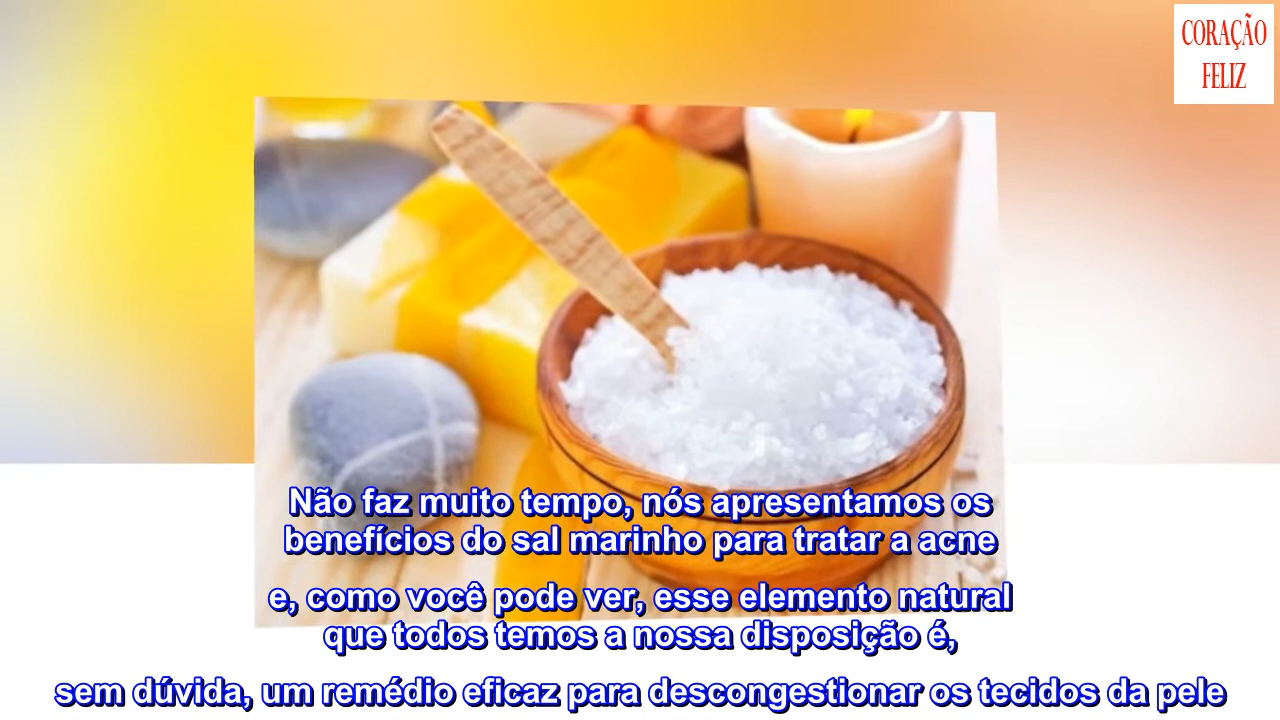 CORAÇÃO
FELIZ
Não faz muito tempo, nós apresentamos os
benefícios do sal marinho para tratar a acne
e, como você pode ver, esse elemento natural
que todos temos a nossa disposição é,
sem dúvida, um remédio eficaz para descongestionar os tecidos da pele